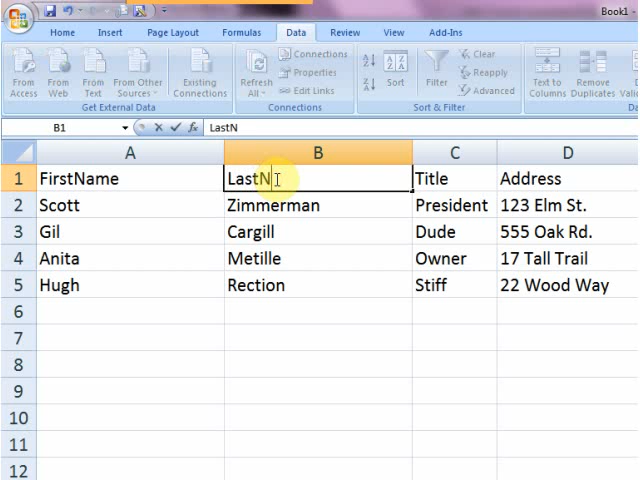 Book1 -
Home Insert Page Layout Formulas Data Review View Add-Ins
From Access From Web From Text From Other Sources Existing Connections
Get External Data
Refresh All Connections Properties Edit Links
Connections
Sort Filter Clear Reapply Advanced
Sort & Filter
Text to Columns Remove Duplicates
B1 fx LastN
A B C D
1 FirstName LastN Title Address
2 Scott Zimmerman President 123 Elm St.
3 Gil Cargill Dude 555 Oak Rd.
4 Anita Metille Owner 17 Tall Trail
5 Hugh Rection Stiff 22 Wood Way
6
7
8
9
10
11
12